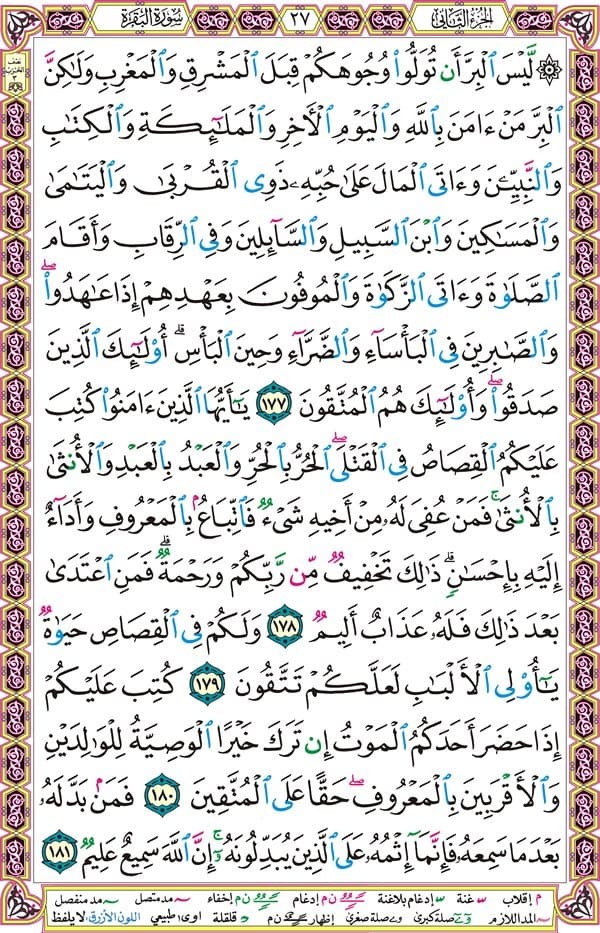 الجزء الثاني
٢٧
سورة البقرة
نصف الحزب ٣
۞ لَّيْسَ ٱلْبِرَّ أَن تُوَلُّوا۟ وُجُوهَكُمْ قِبَلَ ٱلْمَشْرِقِ وَٱلْمَغْرِبِ وَلَـٰكِنَّ
ٱلْبِرَّ مَنْ ءَامَنَ بِٱللَّهِ وَٱلْيَوْمِ ٱلْـَٔاخِرِ وَٱلْمَلَـٰٓئِكَةِ وَٱلْكِتَـٰبِ
وَٱلنَّبِيِّـۧنَ وَءَاتَى ٱلْمَالَ عَلَىٰ حُبِّهِۦ ذَوِى ٱلْقُرْبَىٰ وَٱلْيَتَـٰمَىٰ
وَٱلْمَسَـٰكِينَ وَٱبْنَ ٱلسَّبِيلِ وَٱلسَّآئِلِينَ وَفِى ٱلرِّقَابِ وَأَقَامَ
ٱلصَّلَوٰةَ وَءَاتَى ٱلزَّكَوٰةَ وَٱلْمُوفُونَ بِعَهْدِهِمْ إِذَا عَـٰهَدُوا۟ ۖ
وَٱلصَّـٰبِرِينَ فِى ٱلْبَأْسَآءِ وَٱلضَّرَّآءِ وَحِينَ ٱلْبَأْسِ ۗ أُو۟لَـٰٓئِكَ ٱلَّذِينَ
صَدَقُوا۟ ۖ وَأُو۟لَـٰٓئِكَ هُمُ ٱلْمُتَّقُونَ ١٧٧ يَـٰٓأَيُّهَا ٱلَّذِينَ ءَامَنُوا۟ كُتِبَ
عَلَيْكُمُ ٱلْقِصَاصُ فِى ٱلْقَتْلَى ۖ ٱلْحُرُّ بِٱلْحُرِّ وَٱلْعَبْدُ بِٱلْعَبْدِ وَٱلْأُنثَىٰ
بِٱلْأُنثَىٰ ۚ فَمَنْ عُفِىَ لَهُۥ مِنْ أَخِيهِ شَىْءٌ فَٱتِّبَاعٌۢ بِٱلْمَعْرُوفِ وَأَدَآءٌ
إِلَيْهِ بِإِحْسَـٰنٍ ۗ ذَٰلِكَ تَخْفِيفٌ مِّن رَّبِّكُمْ وَرَحْمَةٌ ۗ فَمَنِ ٱعْتَدَىٰ
بَعْدَ ذَٰلِكَ فَلَهُۥ عَذَابٌ أَلِيمٌ ١٧٨ وَلَكُمْ فِى ٱلْقِصَاصِ حَيَوٰةٌ
يَـٰٓأُو۟لِى ٱلْأَلْبَـٰبِ لَعَلَّكُمْ تَتَّقُونَ ١٧٩ كُتِبَ عَلَيْكُمْ
إِذَا حَضَرَ أَحَدَكُمُ ٱلْمَوْتُ إِن تَرَكَ خَيْرًا ٱلْوَصِيَّةُ لِلْوَٰلِدَيْنِ
وَٱلْأَقْرَبِينَ بِٱلْمَعْرُوفِ ۖ حَقًّا عَلَى ٱلْمُتَّقِينَ ١٨٠ فَمَنۢ بَدَّلَهُۥ
بَعْدَ مَا سَمِعَهُۥ فَإِنَّمَآ إِثْمُهُۥ عَلَى ٱلَّذِينَ يُبَدِّلُونَهُۥٓ ۚ إِنَّ ٱللَّهَ سَمِيعٌ عَلِيمٌ ١٨١
م إقلاب س غنة س إدغام بلاغنة ن م إدغام ن م إخفاء مد متصل مد منفصل
المد اللازم صلة كبرى صلة صغرى إظهار ن م قلقلة اوى طبيعي اللون الأزرق لا يلفظ